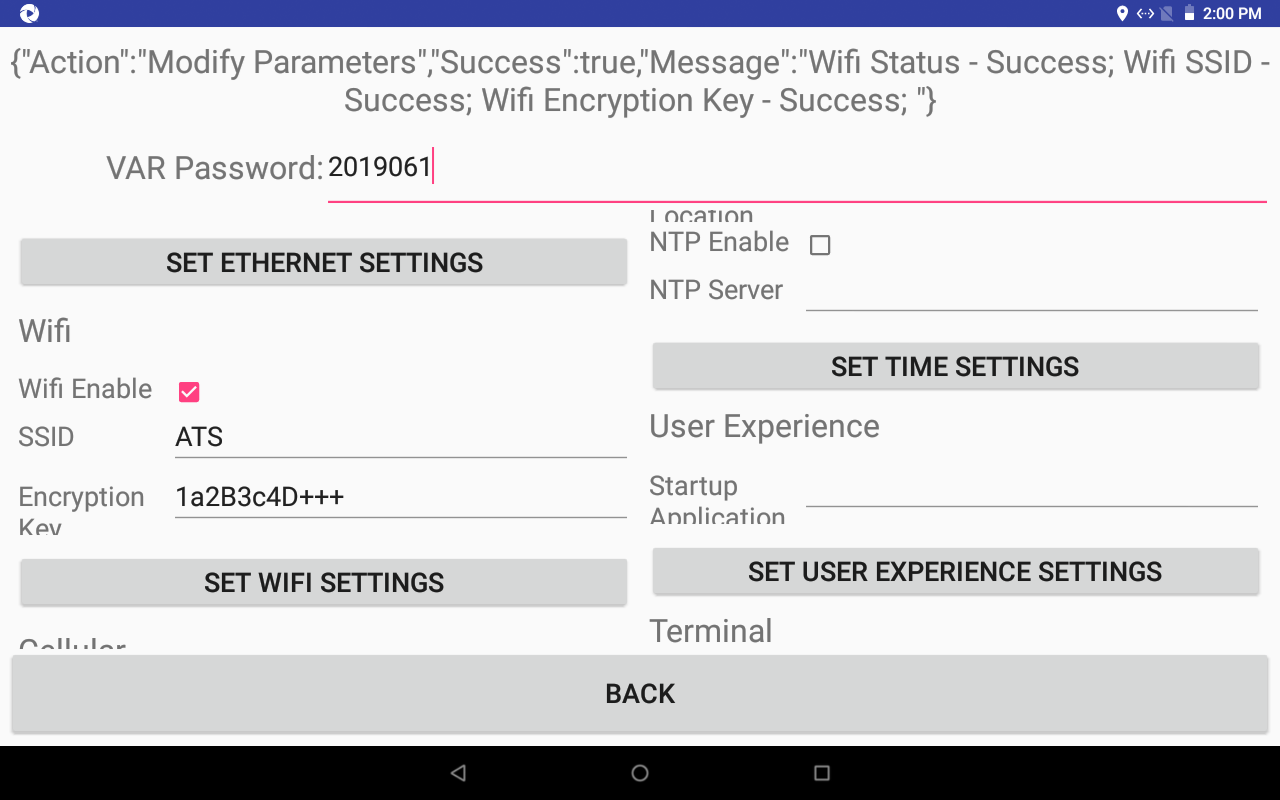 2:00 PM
{"Action":"Modify Parameters","Success":true,"Message":"Wifi Status - Success; Wifi SSID -
Success; Wifi Encryption Key - Success; "}
VAR Password: 2019061
SET ETHERNET SETTINGS
Wifi
Wifi Enable
SSID ATS
Encryption 1a2B3c4D+++
Key
SET WIFI SETTINGS
Cellular
Location
NTP Enable
NTP Server
SET TIME SETTINGS
User Experience
Startup
Application
SET USER EXPERIENCE SETTINGS
Terminal
BACK